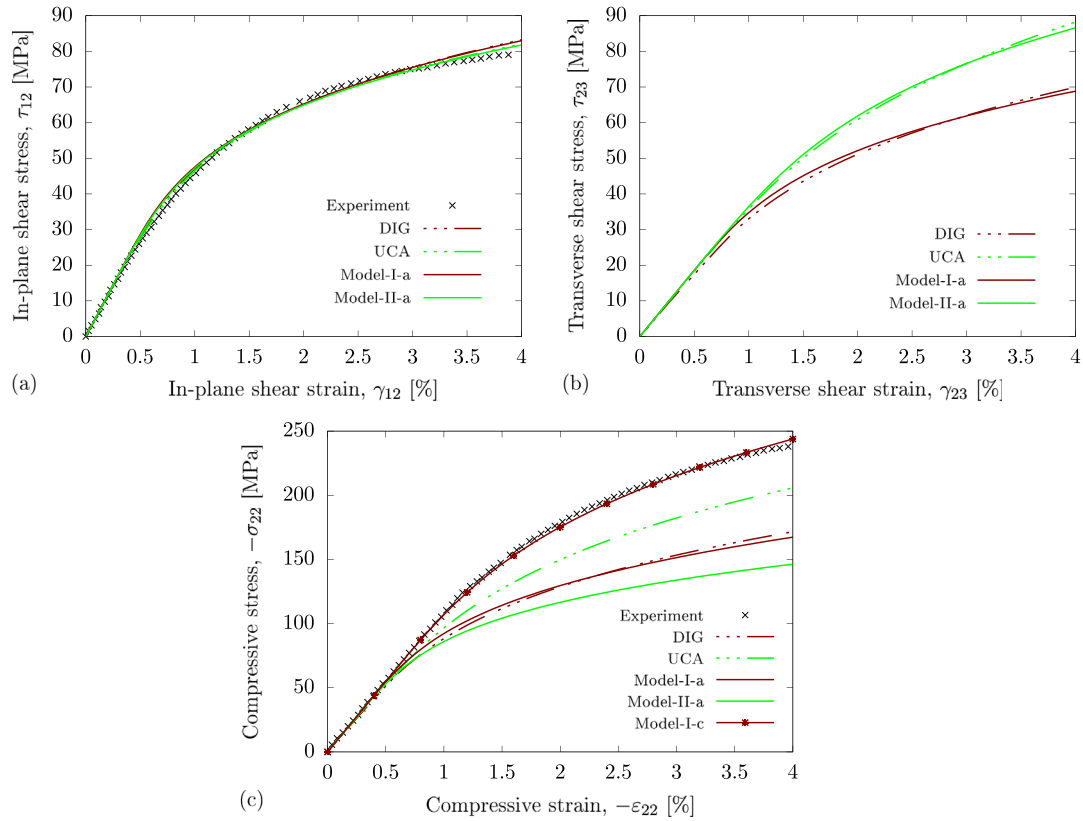 In-plane shear stress, τ12 [MPa]
90
80
70
60
50
40
30
20
10
0
0 0.5 1 1.5 2 2.5 3 3.5 4
Experiment
DIG
UCA
Model-I-a
Model-II-a
(a)
In-plane shear strain, γ12 [%]
Transverse shear stress, τ23 [MPa]
90
80
70
60
50
40
30
20
10
0
0 0.5 1 1.5 2 2.5 3 3.5 4
DIG
UCA
Model-I-a
Model-II-a
(b)
Transverse shear strain, γ23 [%]
Compressive stress, −σ22 [MPa]
250
200
150
100
50
0
0 0.5 1 1.5 2 2.5 3 3.5 4
Experiment
DIG
UCA
Model-I-a
Model-II-a
Model-I-c
(c)
Compressive strain, −ε22 [%]